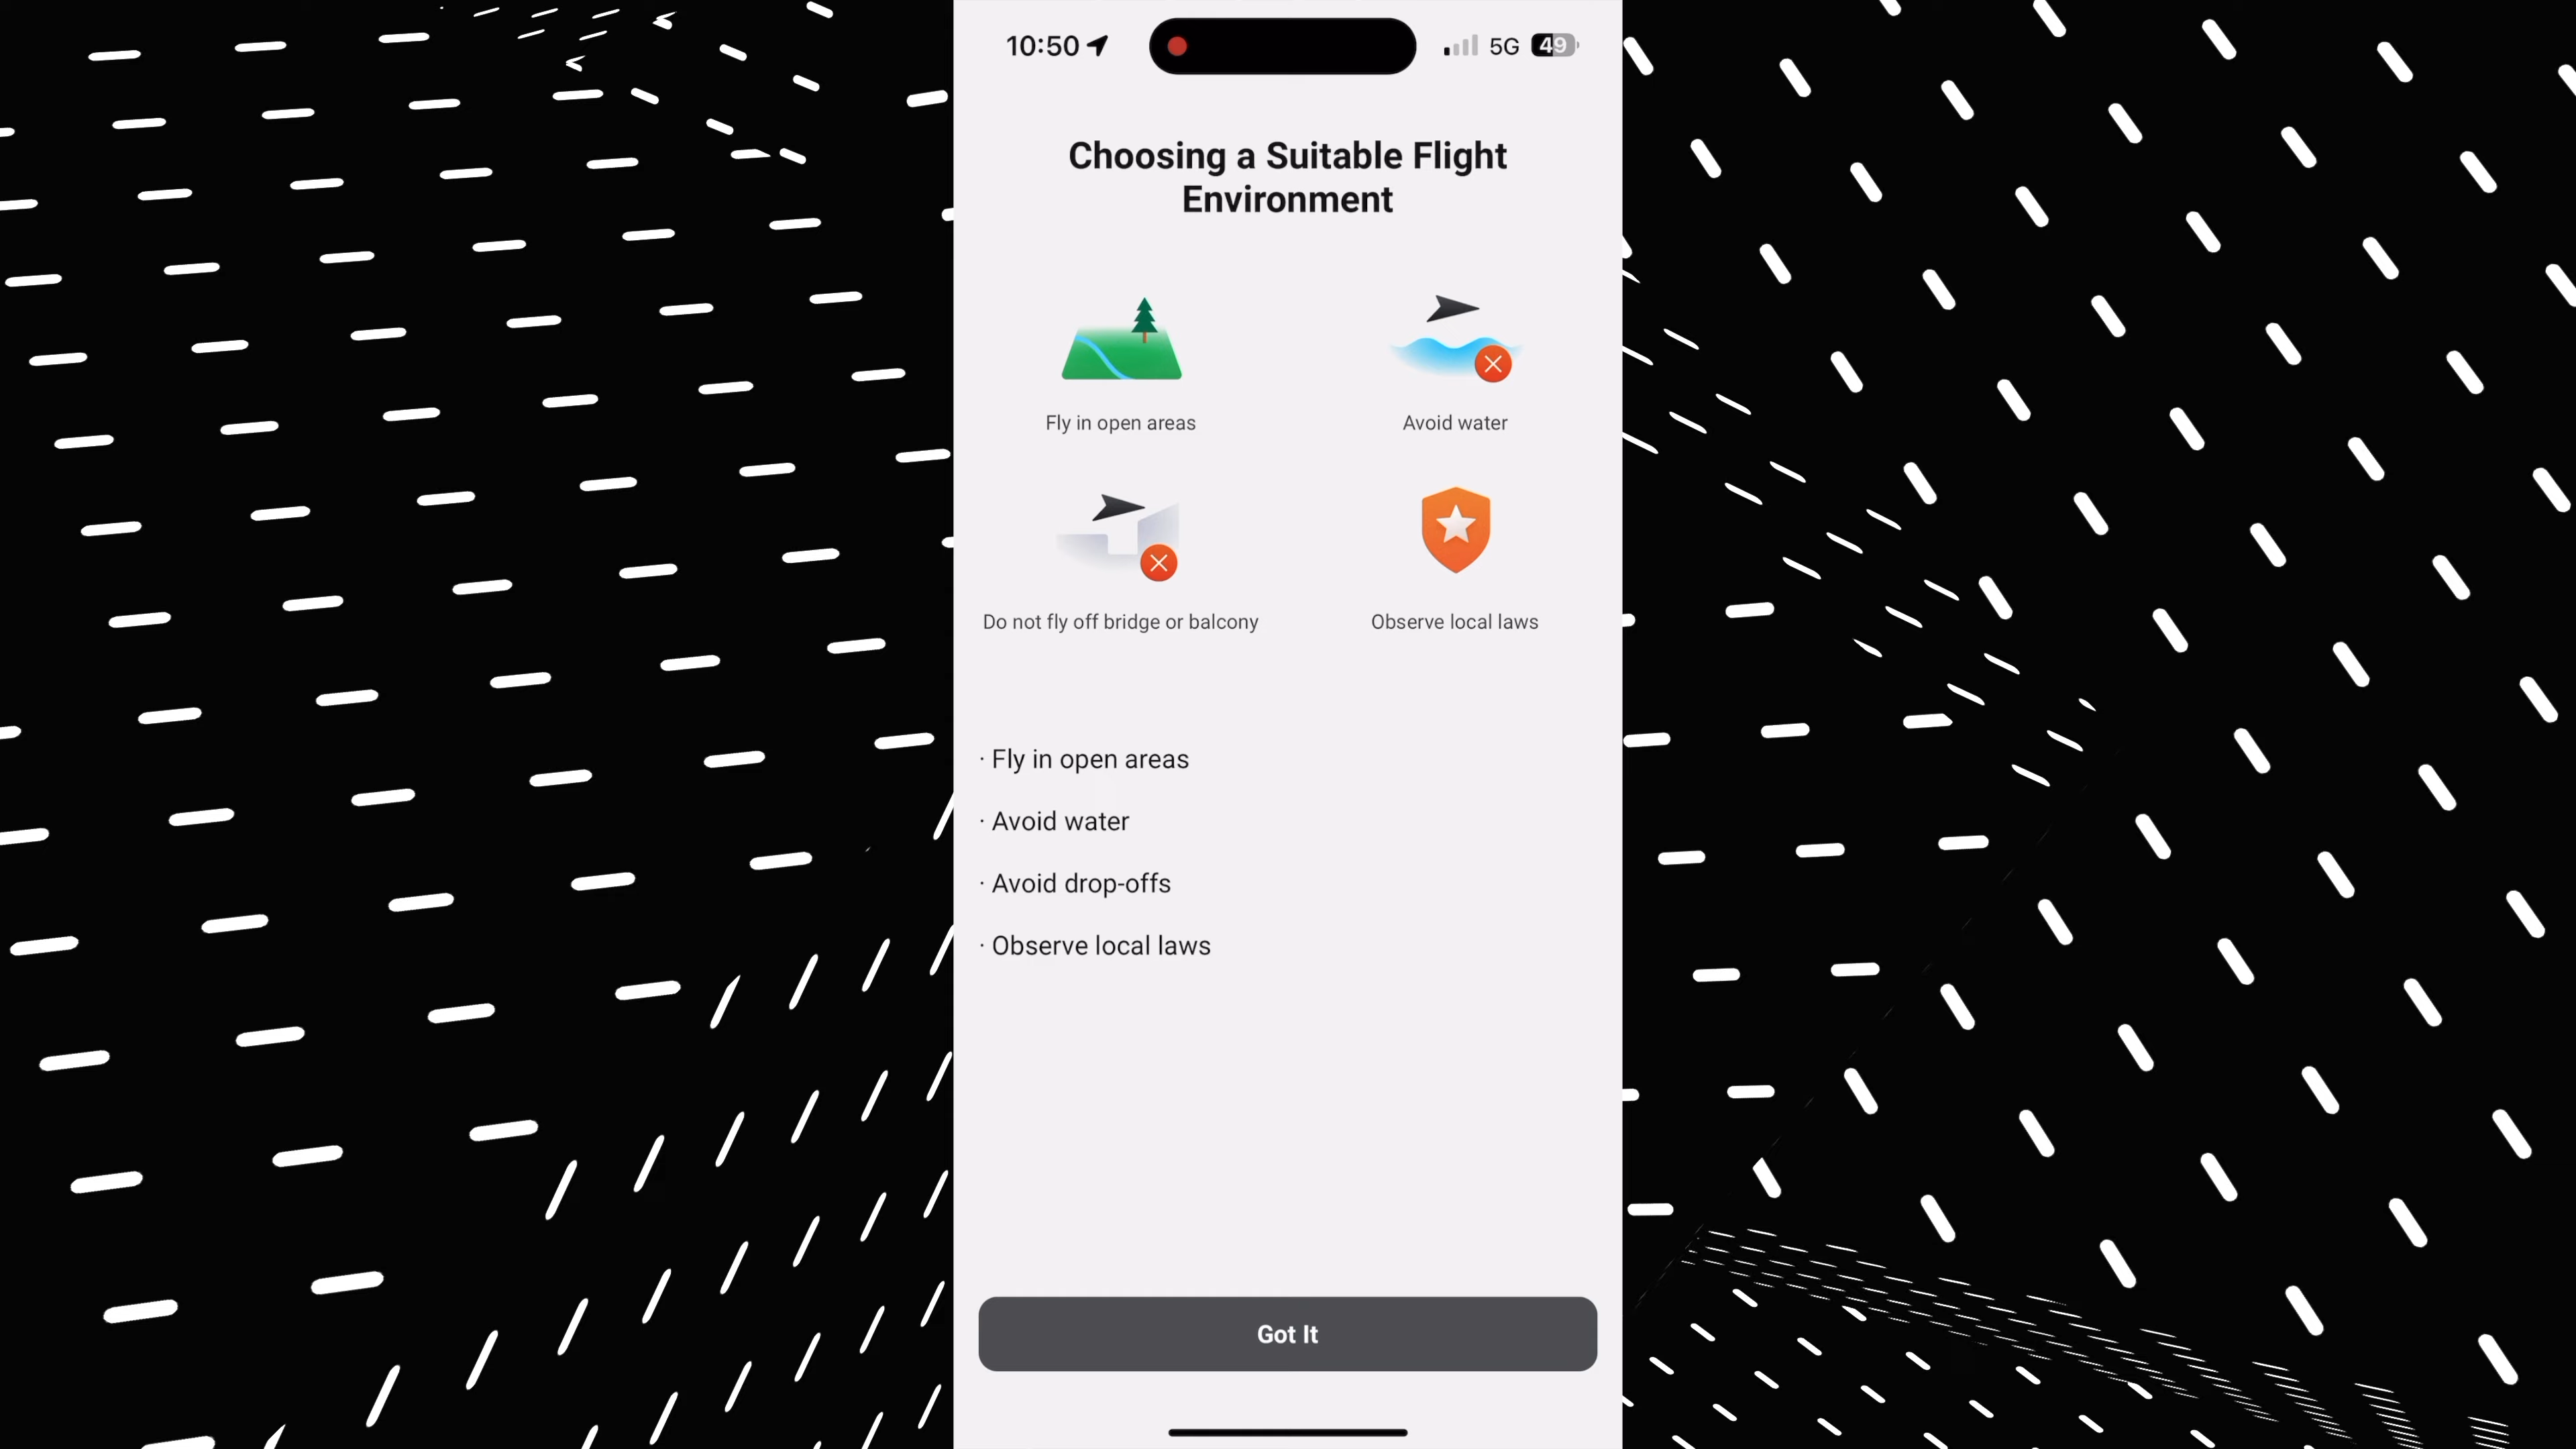 10:50
5G
49
Choosing a Suitable Flight
Environment
Fly in open areas
Avoid water
Do not fly off bridge or balcony
Observe local laws
· Fly in open areas
· Avoid water
· Avoid drop-offs
· Observe local laws
Got It